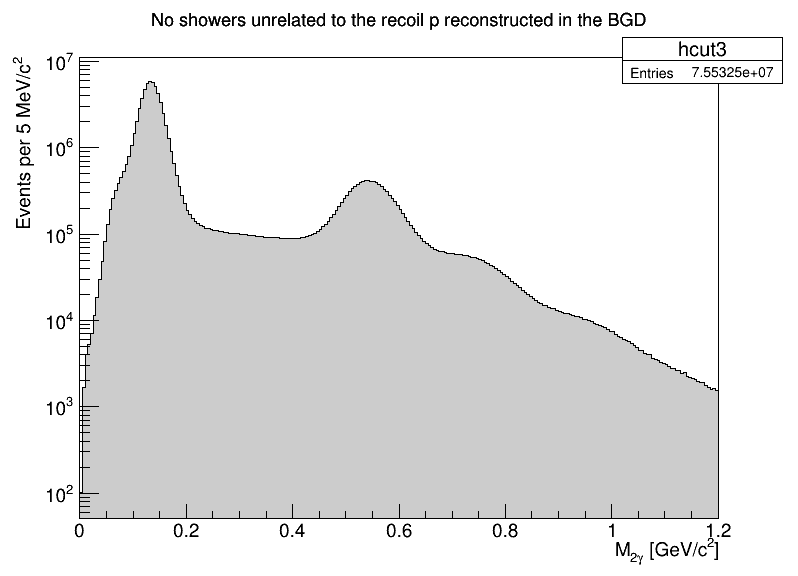 No showers unrelated to the recoil p reconstructed in the BGD
hcut3
Entries 7.55325e+07
Events per 5 MeV/c²
10⁷
10⁶
10⁵
10⁴
10³
10²
0 0.2 0.4 0.6 0.8 1 1.2
M₂γ [GeV/c²]